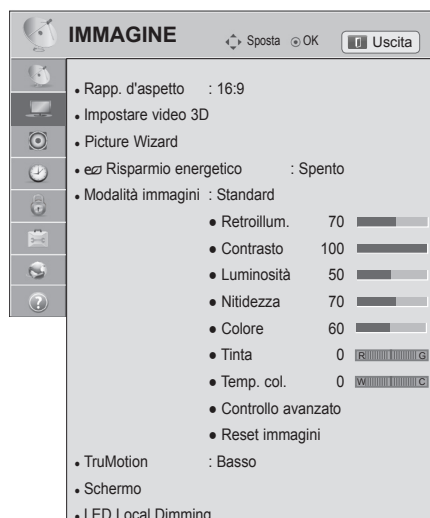 IMMAGINE Sposta OK Uscita
• Rapp. d'aspetto : 16:9
• Impostare video 3D
• Picture Wizard
• Risparmio energetico : Spento
• Modalità immagini : Standard
● Retroillum. 70
● Contrasto 100
● Luminosità 50
● Nitidezza 70
● Colore 60
● Tinta 0 R G
● Temp. col. 0 W C
● Controllo avanzato
● Reset immagini
• TruMotion : Basso
• Schermo
• LED Local Dimming